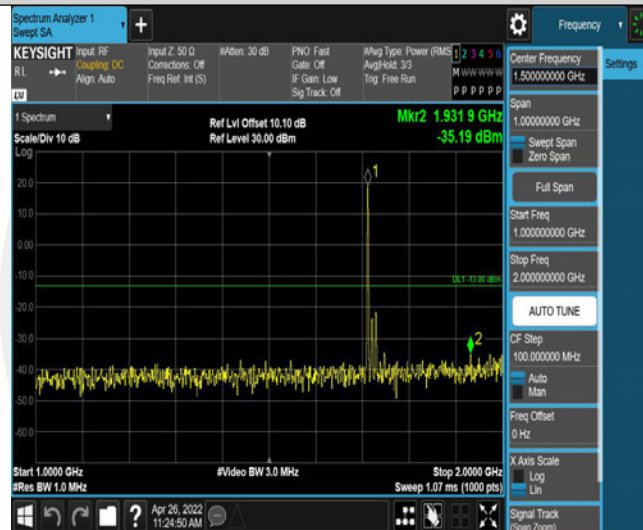 Spectrum Analyzer 1
Swept SA
Frequency
KEYSIGHT
RL
Input: RF
Coupling: DC
Align: Auto
Input Z: 50 Ω
Corrections: Off
Freq Ref: Int (S)
#Atten: 30 dB
PNO: Fast
Gate: Off
IF Gain: Low
Sig Track: Off
#Avg Type: Power (RMS
Avg|Hold: 3/3
Trig: Free Run
1 2 3 4 5 6
M W W W W W
P P P P P P
1 Spectrum
Scale/Div 10 dB
Ref Lvl Offset 10.10 dB
Ref Level 30.00 dBm
Mkr2 1.931 9 GHz
-35.19 dBm
Log
20.0
10.0
0.00
-10.0
-20.0
-30.0
-40.0
-50.0
-60.0
1
DL1 -13.00 dBm
2
Start 1.0000 GHz
#Res BW 1.0 MHz
#Video BW 3.0 MHz
Stop 2.0000 GHz
Sweep 1.07 ms (1000 pts)
Apr 26, 2022
11:24:50 AM
Center Frequency
1.500000000 GHz
Settings
Span
1.00000000 GHz
Swept Span
Zero Span
Full Span
Start Freq
1.000000000 GHz
Stop Freq
2.000000000 GHz
AUTO TUNE
CF Step
100.000000 MHz
Auto
Man
Freq Offset
0 Hz
X Axis Scale
Log
Lin
Signal Track
(Span Zoom)